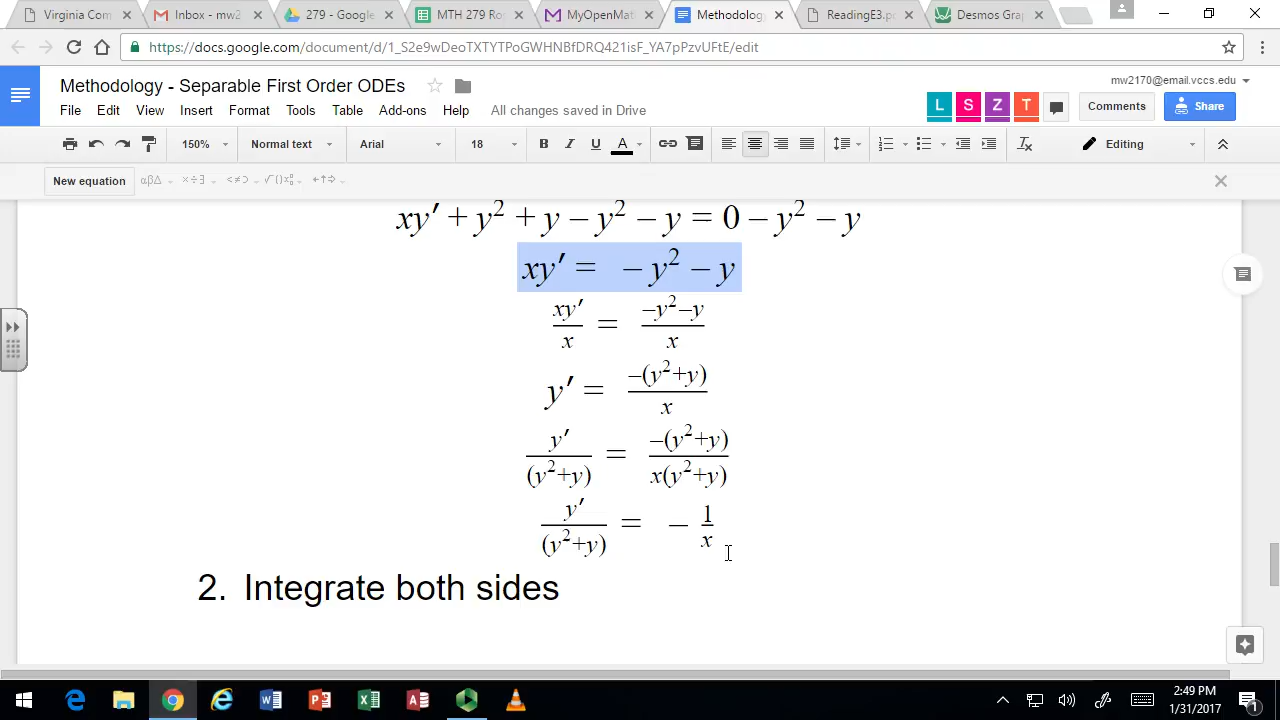 Virginia Com
Inbox - mw2
279 - Google
MTH 279 Ro
MyOhmMat
Methodolog
ReadingE3.p
Desmos Gra
https://docs.google.com/document/d/1_S2e9wDeoTXTYTPoGWHNBfDRQ421isF_YA7pPzvUFtE/edit
Methodology - Separable First Order ODEs
mw2170@email.vccs.edu
File Edit View Insert Format Tools Table Add-ons Help All changes saved in Drive
L S Z T Comments Share
150% Normal text Arial 18 B I U A Editing
New equation αβΔ ×÷∃ <≠⊃
xy′ + y² + y − y² − y = 0 − y² − y
xy′ = − y² − y
xy′/x = −y²−y/x
y′ = −(y²+y)/x
y′/(y²+y) = −(y²+y)/x(y²+y)
y′/(y²+y) = − 1/x
2. Integrate both sides
2:49 PM
1/31/2017
1